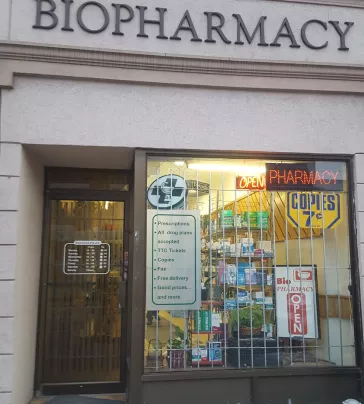 BIOPHARMACY
OPEN
PHARMACY
COPIES
7¢
• Prescriptions
• All drug plans
accepted
• TTC Tickets
• Copies
• Fax
• Free delivery
• Good prices...
and more
Bio
PHARMACY
OPEN